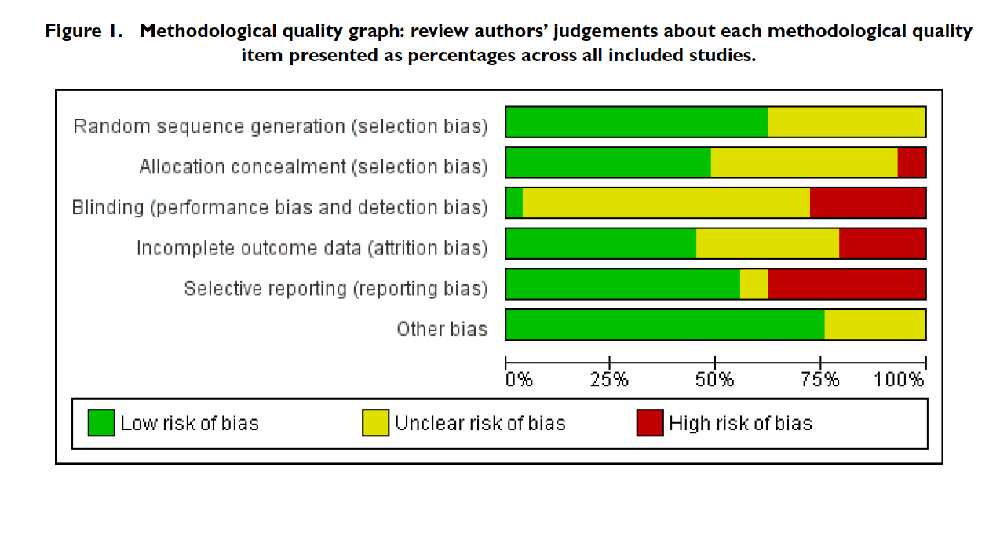 Figure 1. Methodological quality graph: review authors’ judgements about each methodological quality
item presented as percentages across all included studies.
Random sequence generation (selection bias)
Allocation concealment (selection bias)
Blinding (performance bias and detection bias)
Incomplete outcome data (attrition bias)
Selective reporting (reporting bias)
Other bias
0% 25% 50% 75% 100%
Low risk of bias Unclear risk of bias High risk of bias